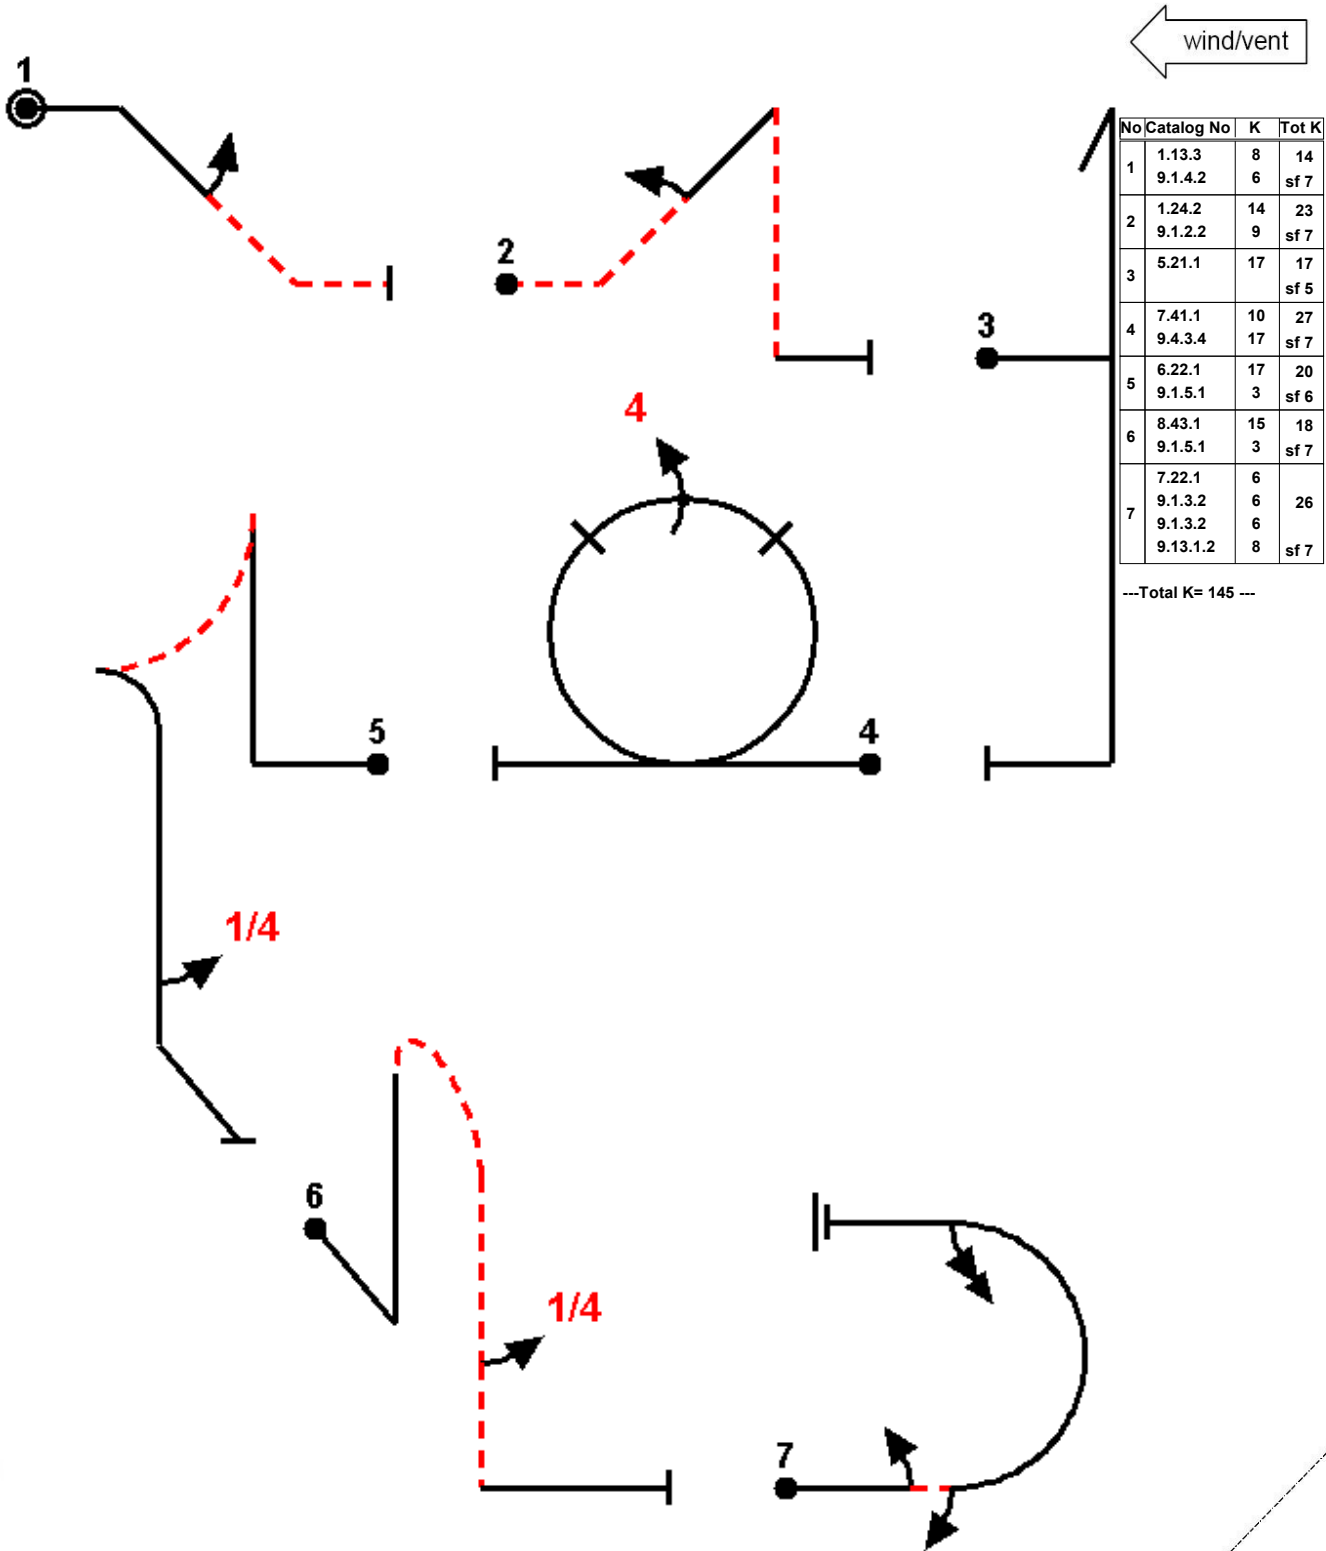 wind/vent
1
2
3
No Catalog No K Tot K
1 1.13.3 8 14
9.1.4.2 6 sf 7
2 1.24.2 14 23
9.1.2.2 9 sf 7
3 5.21.1 17 17
sf 5
4 7.41.1 10 27
9.4.3.4 17 sf 7
5 6.22.1 17 20
9.1.5.1 3 sf 6
6 8.43.1 15 18
9.1.5.1 3 sf 7
7 7.22.1 6
9.1.3.2 6 26
9.1.3.2 6
9.13.1.2 8 sf 7
---Total K= 145 ---
4
5
4
1/4
6
1/4
7